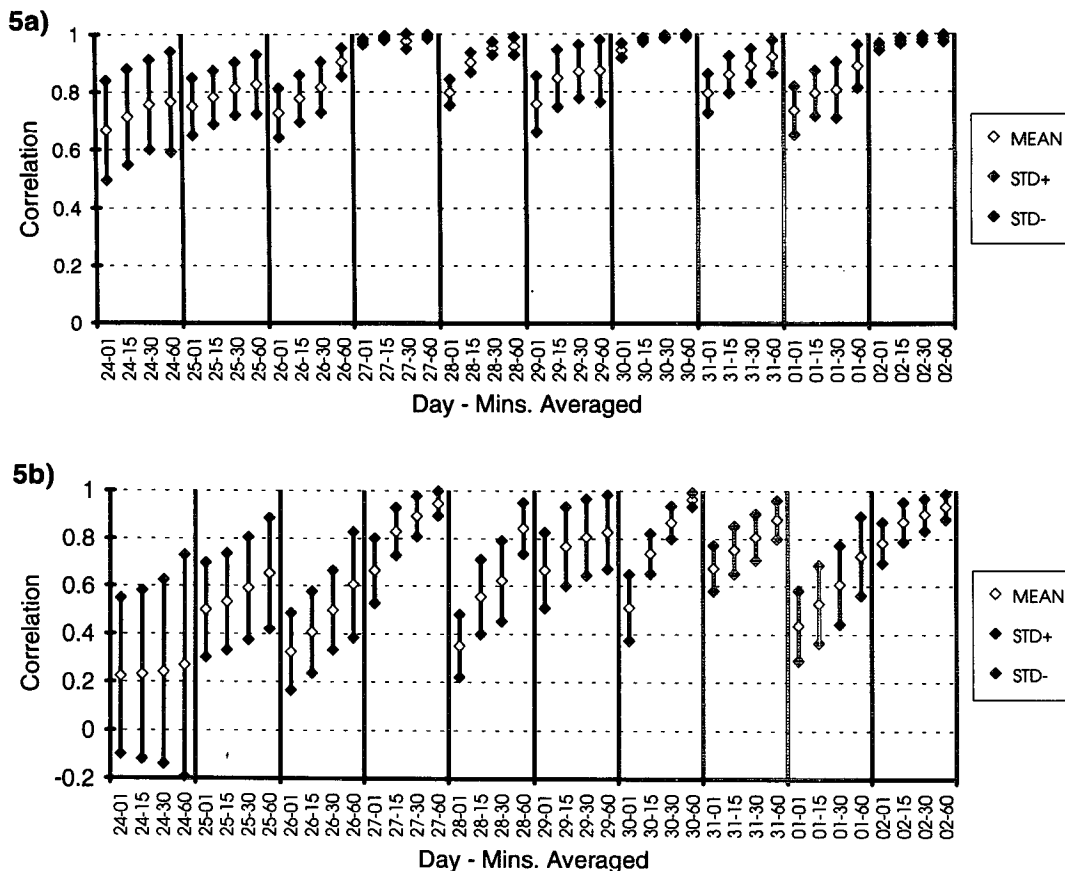 5a)
1
0.8
0.6
0.4
0.2
0
Correlation
24-01 24-15 24-30 24-60 25-01 25-15 25-30 25-60 26-01 26-15 26-30 26-60 27-01 27-15 27-30 27-60 28-01 28-15 28-30 28-60 29-01 29-15 29-30 29-60 30-01 30-15 30-30 30-60 31-01 31-15 31-30 31-60 01-01 01-15 01-30 01-60 02-01 02-15 02-30 02-60
Day - Mins. Averaged
MEAN
STD+
STD-
5b)
1
0.8
0.6
0.4
0.2
0
-0.2
Correlation
24-01 24-15 24-30 24-60 25-01 25-15 25-30 25-60 26-01 26-15 26-30 26-60 27-01 27-15 27-30 27-60 28-01 28-15 28-30 28-60 29-01 29-15 29-30 29-60 30-01 30-15 30-30 30-60 31-01 31-15 31-30 31-60 01-01 01-15 01-30 01-60 02-01 02-15 02-30 02-60
Day - Mins. Averaged
MEAN
STD+
STD-